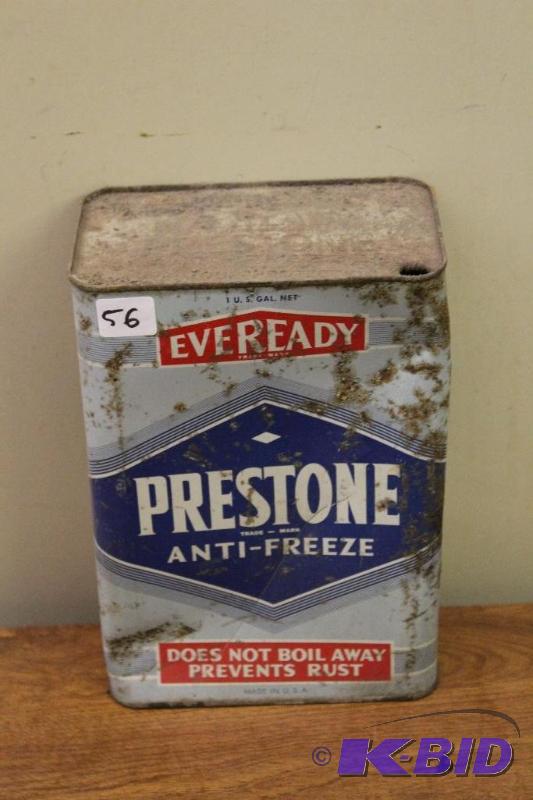 1 U. S. GAL. NET
56
EVEREADY
TRADE-MARK
PRESTONE
TRADE - MARK
ANTI-FREEZE
DOES NOT BOIL AWAY
PREVENTS RUST
MADE IN U.S.A.
© K-BID